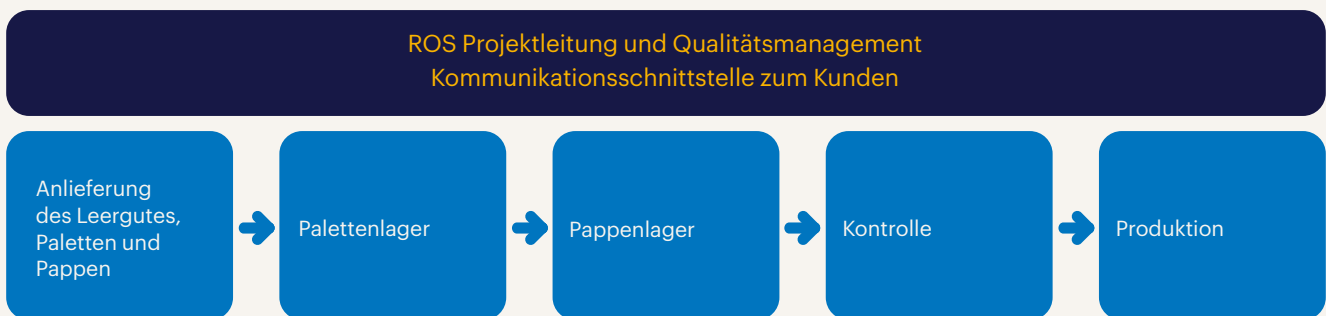 ROS Projektleitung und Qualitätsmanagement
Kommunikationsschnittstelle zum Kunden
Anlieferung
des Leergutes,
Paletten und
Pappen
Palettenlager
Pappenlager
Kontrolle
Produktion